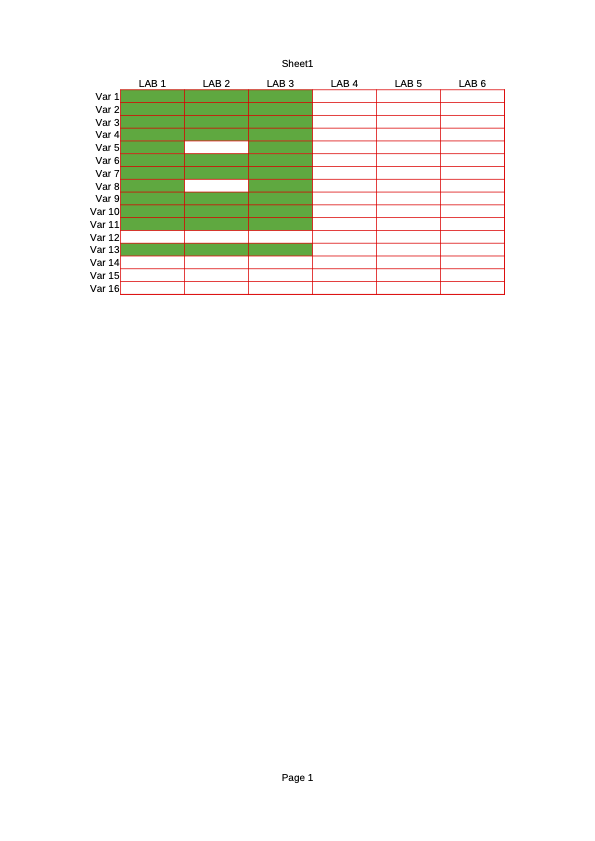 Sheet1
LAB 1 LAB 2 LAB 3 LAB 4 LAB 5 LAB 6
Var 1
Var 2
Var 3
Var 4
Var 5
Var 6
Var 7
Var 8
Var 9
Var 10
Var 11
Var 12
Var 13
Var 14
Var 15
Var 16
Page 1